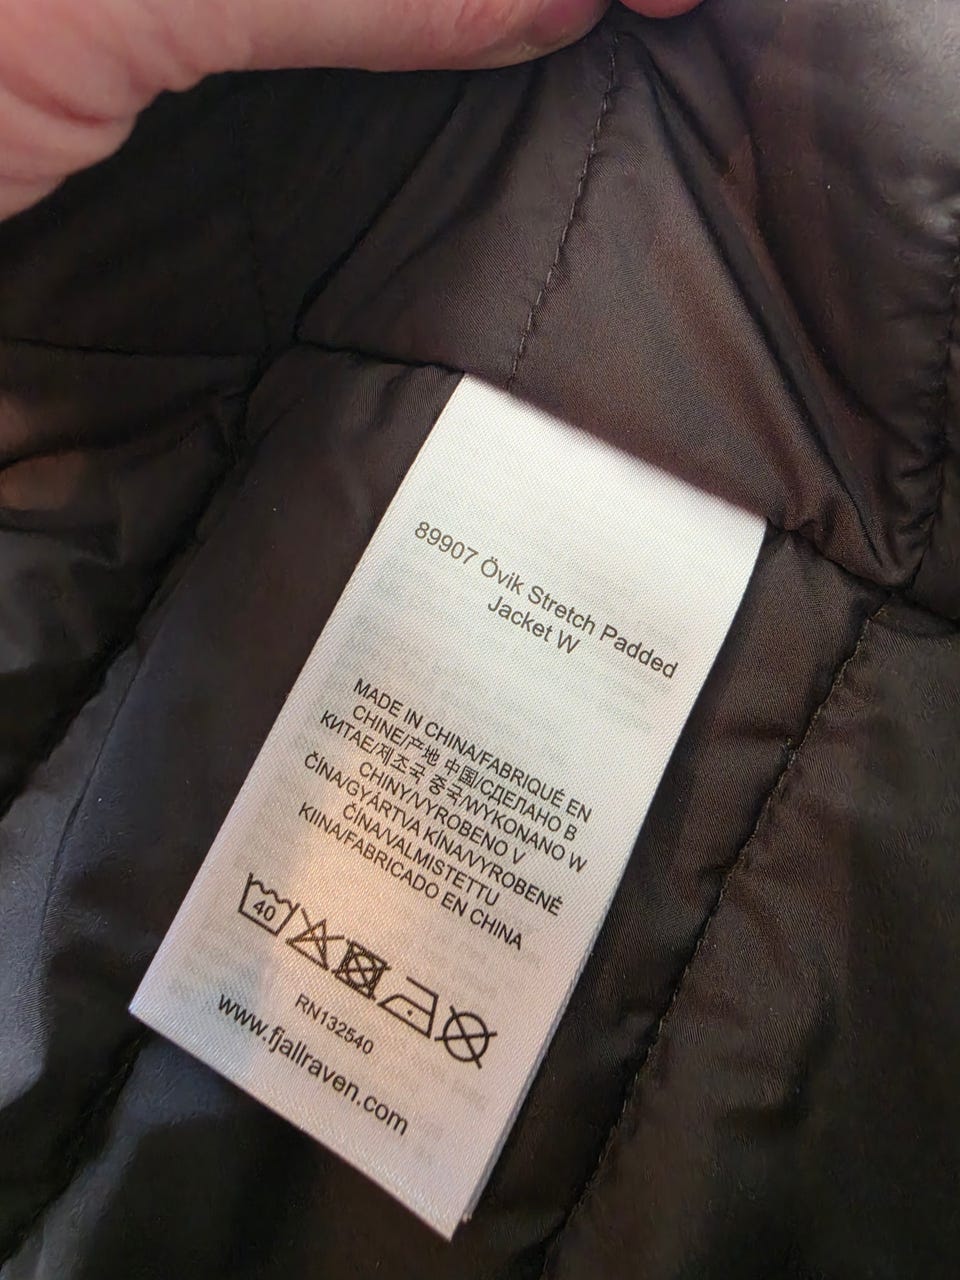 89907 Övik Stretch Padded
Jacket W
MADE IN CHINA/FABRIQUÉ EN
CHINE/产地 中国/СДЕЛАНО В
КИТАЕ/제조국 중국/WYKONANO W
CHINY/VYROBENO V
ČÍNA/GYÁRTVA KÍNA/VYROBENÉ
ČÍNA/VALMISTETTU
KIINA/FABRICADO EN CHINA
40
RN132540
www.fjallraven.com